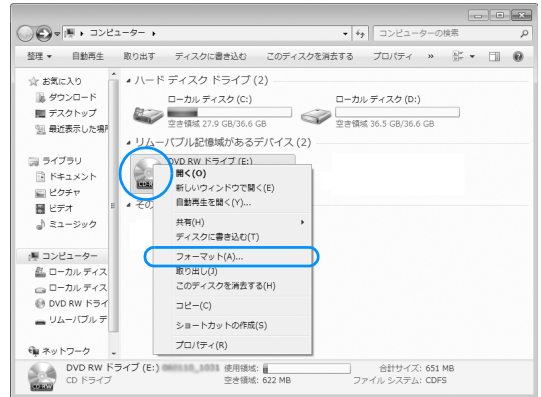 コンピューター
コンピューターの検索
整理 自動再生 取り出す ディスクに書き込む このディスクを消去する プロパティ »
お気に入り
ダウンロード
デスクトップ
最近表示した場所
ライブラリ
ドキュメント
ピクチャ
ビデオ
ミュージック
コンピューター
ローカル ディス
ローカル ディス
DVD RW ドライ
リムーバブル デ
ネットワーク
ハード ディスク ドライブ (2)
ローカル ディスク (C:)
空き領域 27.9 GB/36.6 GB
ローカル ディスク (D:)
空き領域 36.5 GB/36.6 GB
リムーバブル記憶域があるデバイス (2)
DVD RW ドライブ (E:)
CD-RW
その
開く(O)
新しいウィンドウで開く(E)
自動再生を開く(Y)...
共有(H)
ディスクに書き込む(T)
フォーマット(A)...
取り出し(J)
このディスクを消去する(H)
コピー(C)
ショートカットの作成(S)
プロパティ(R)
DVD RW ドライブ (E:) 060110_1031 使用領域: 合計サイズ: 651 MB
CD ドライブ 空き領域: 622 MB ファイル システム: CDFS
CD-RW